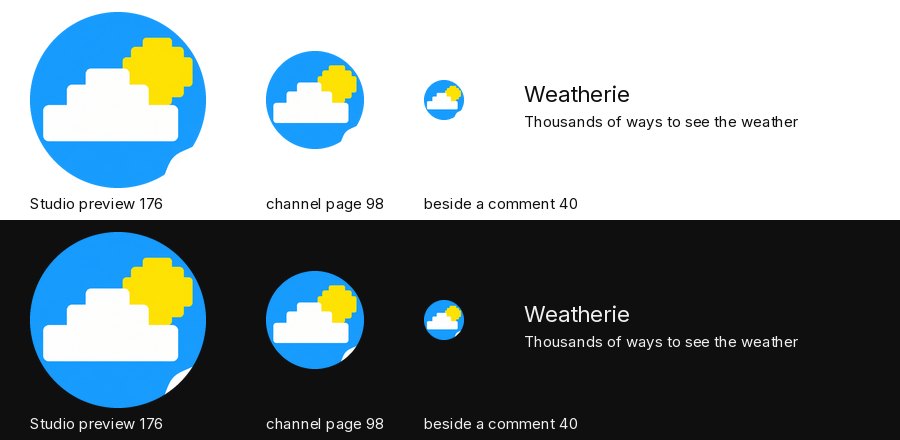 Weatherie
Thousands of ways to see the weather
Studio preview 176
channel page 98
beside a comment 40
Weatherie
Thousands of ways to see the weather
Studio preview 176
channel page 98
beside a comment 40